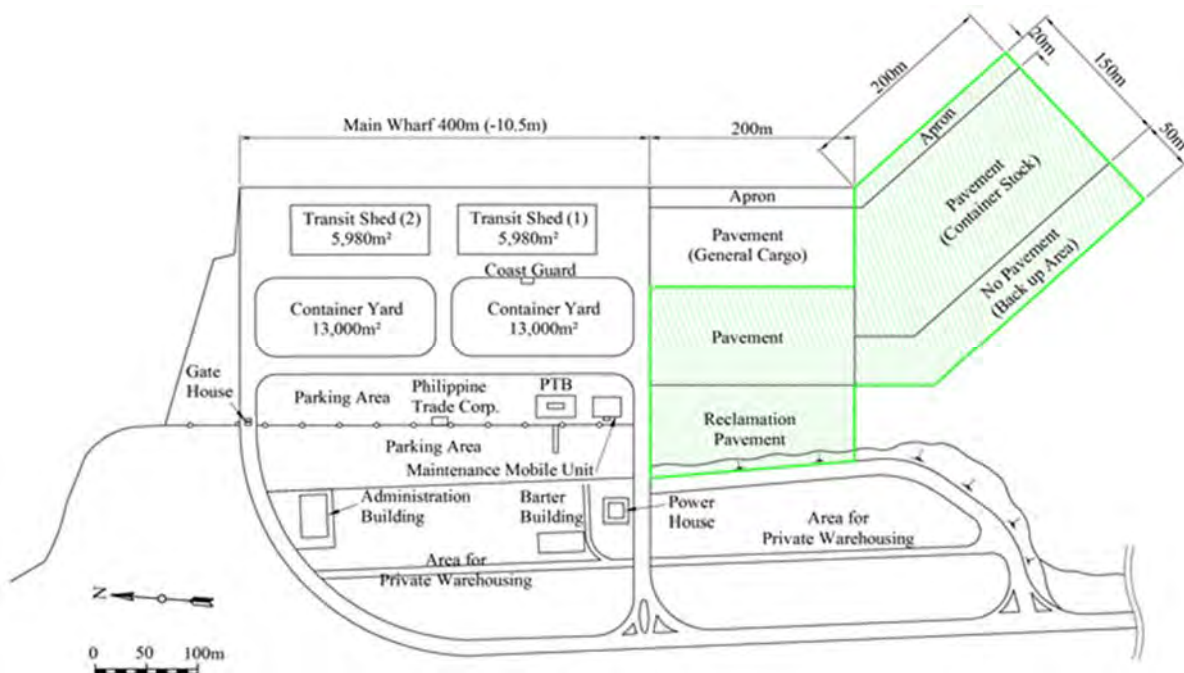 200m
20m
150m
50m
Main Wharf 400m (-10.5m)
200m
Apron
Apron
Transit Shed (2)
5,980m²
Transit Shed (1)
5,980m²
Pavement
(General Cargo)
Pavement
(Container Stock)
No Pavement
(Back up Area)
Coast Guard
Container Yard
13,000m²
Container Yard
13,000m²
Pavement
Gate
House
Parking Area
Philippine
Trade Corp.
PTB
Reclamation
Pavement
Parking Area
Maintenance Mobile Unit
Administration
Building
Barter
Building
Power
House
Area for
Private Warehousing
Area for
Private Warehousing
N
0 50 100m